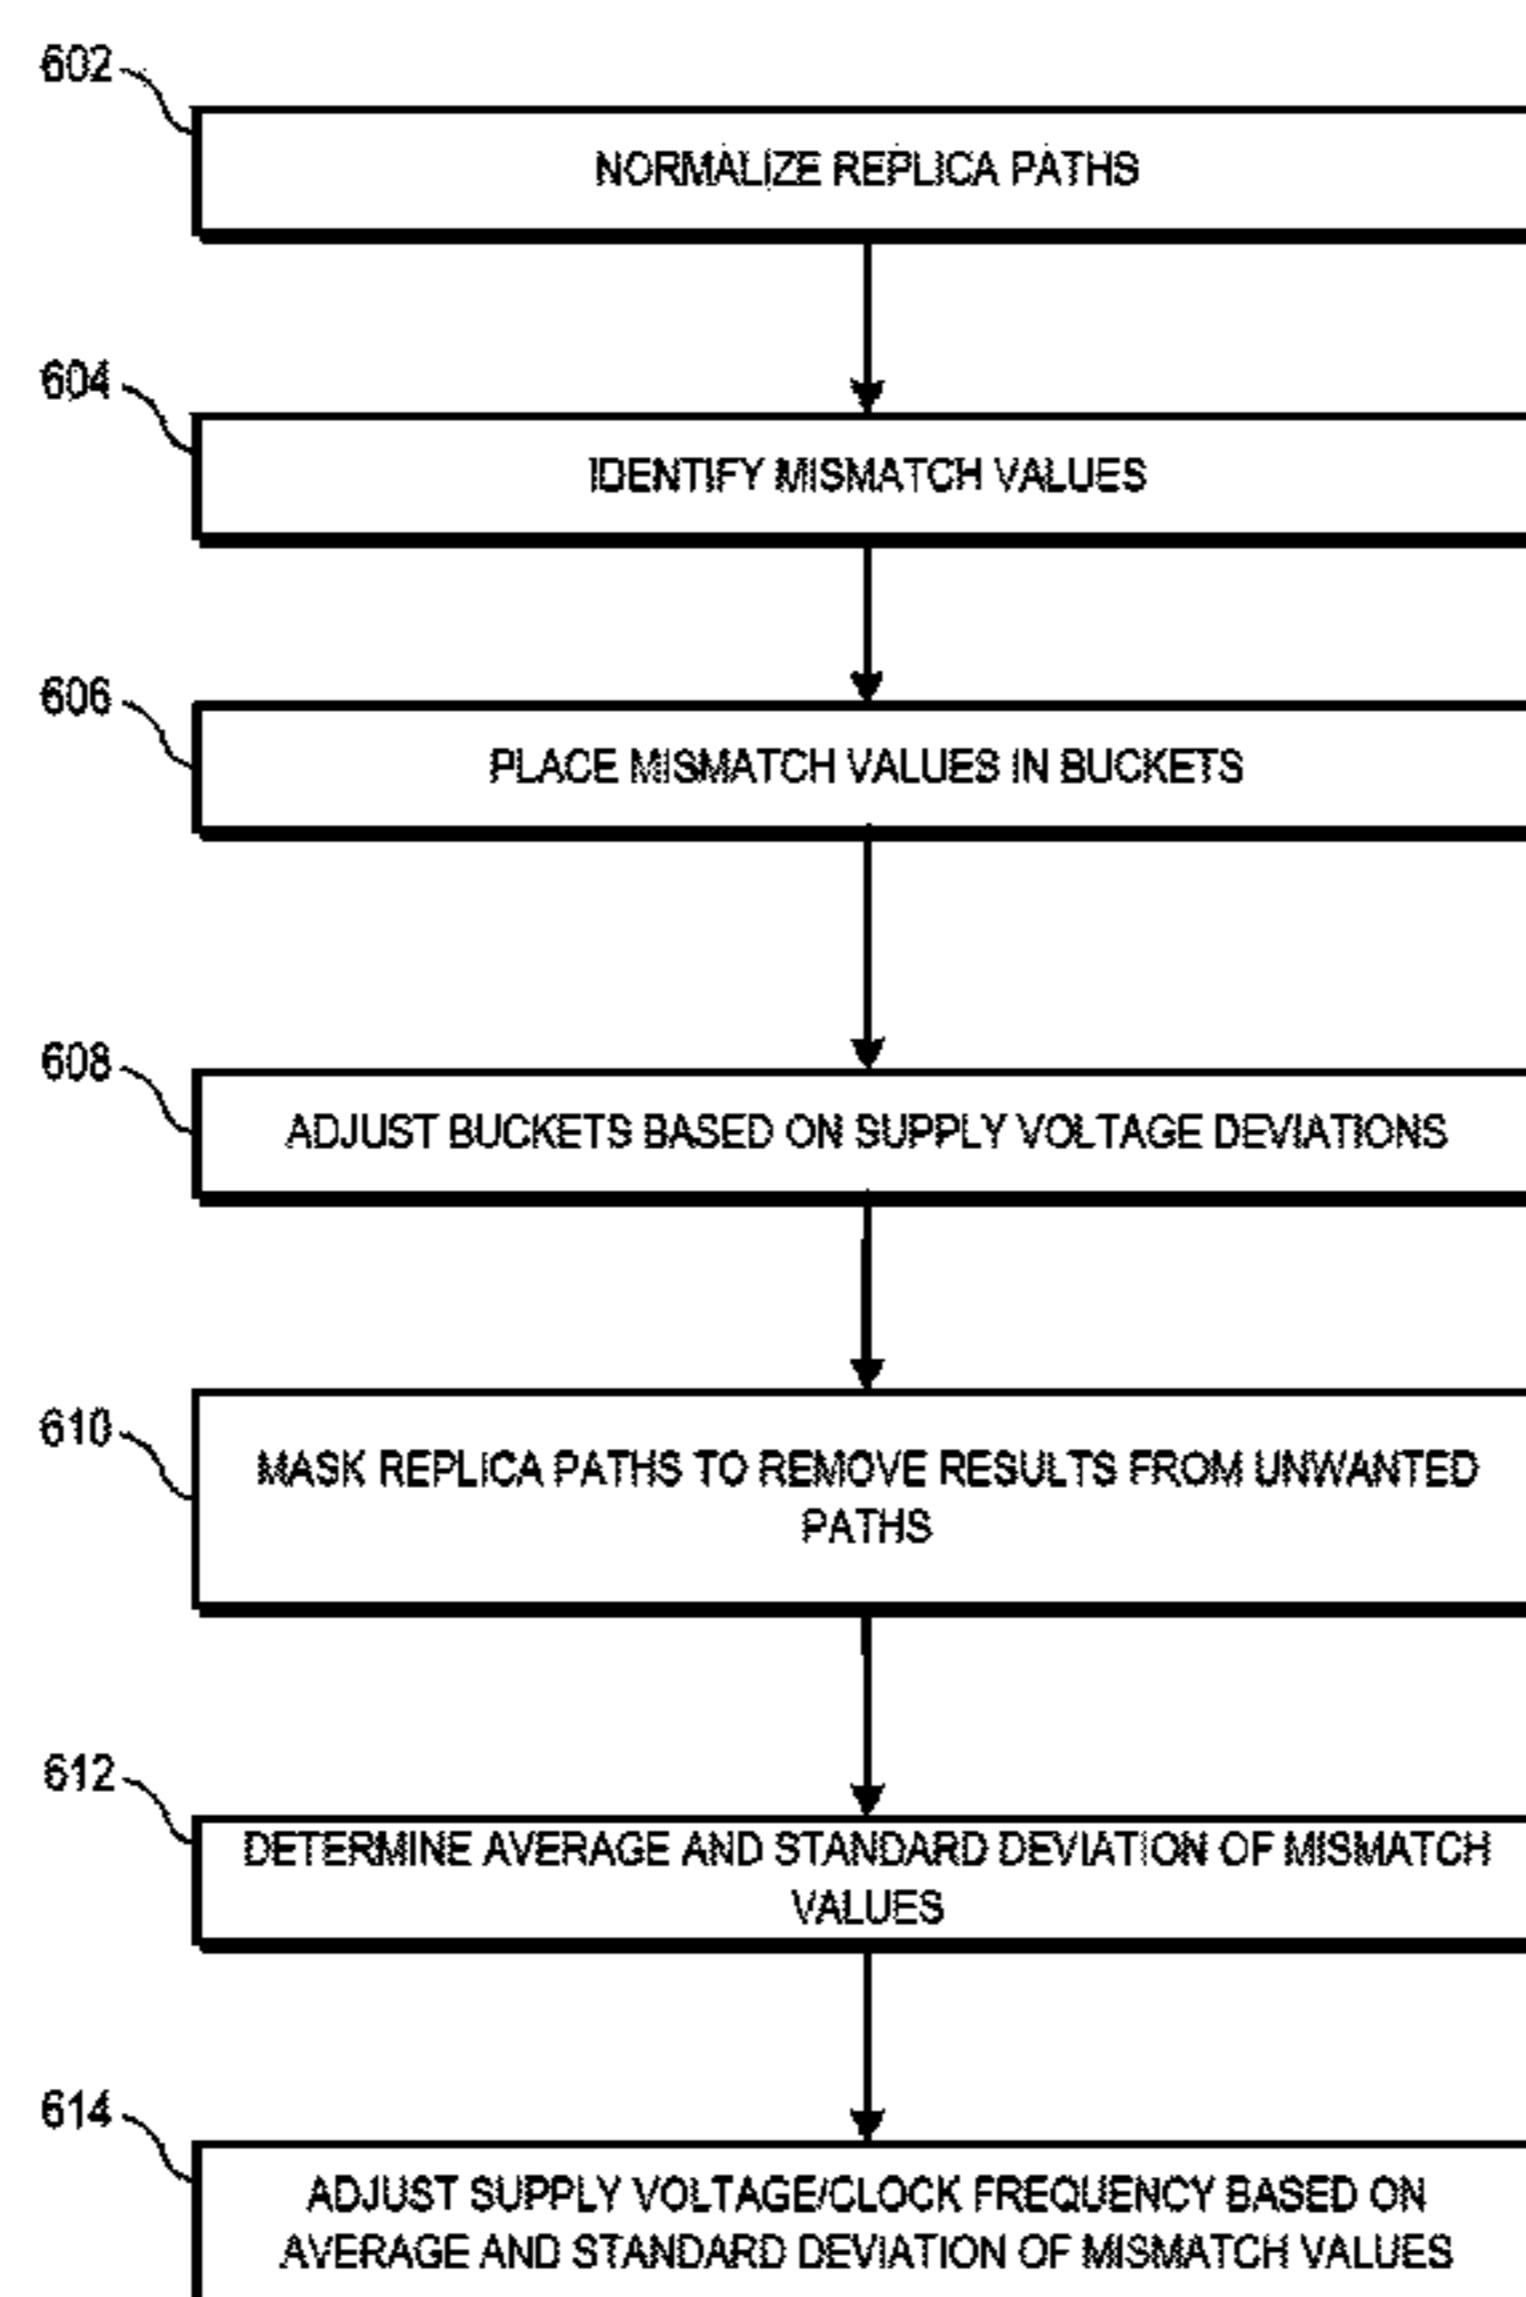 602
NORMALIZE REPLICA PATHS
604
IDENTIFY MISMATCH VALUES
606
PLACE MISMATCH VALUES IN BUCKETS
608
ADJUST BUCKETS BASED ON SUPPLY VOLTAGE DEVIATIONS
610
MASK REPLICA PATHS TO REMOVE RESULTS FROM UNWANTED
PATHS
612
DETERMINE AVERAGE AND STANDARD DEVIATION OF MISMATCH
VALUES
614
ADJUST SUPPLY VOLTAGE/CLOCK FREQUENCY BASED ON
AVERAGE AND STANDARD DEVIATION OF MISMATCH VALUES